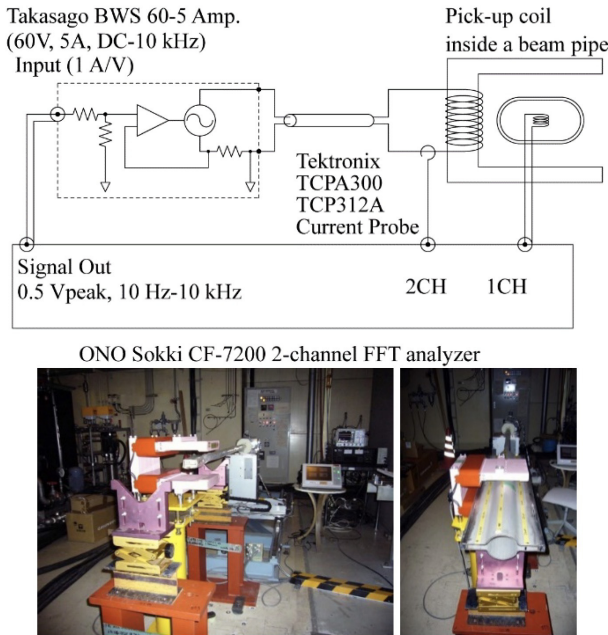 Takasago BWS 60-5 Amp.
(60V, 5A, DC-10 kHz)
Input (1 A/V)
Pick-up coil
inside a beam pipe
Tektronix
TCPA300
TCP312A
Current Probe
Signal Out
0.5 Vpeak, 10 Hz-10 kHz
2CH
1CH
ONO Sokki CF-7200 2-channel FFT analyzer